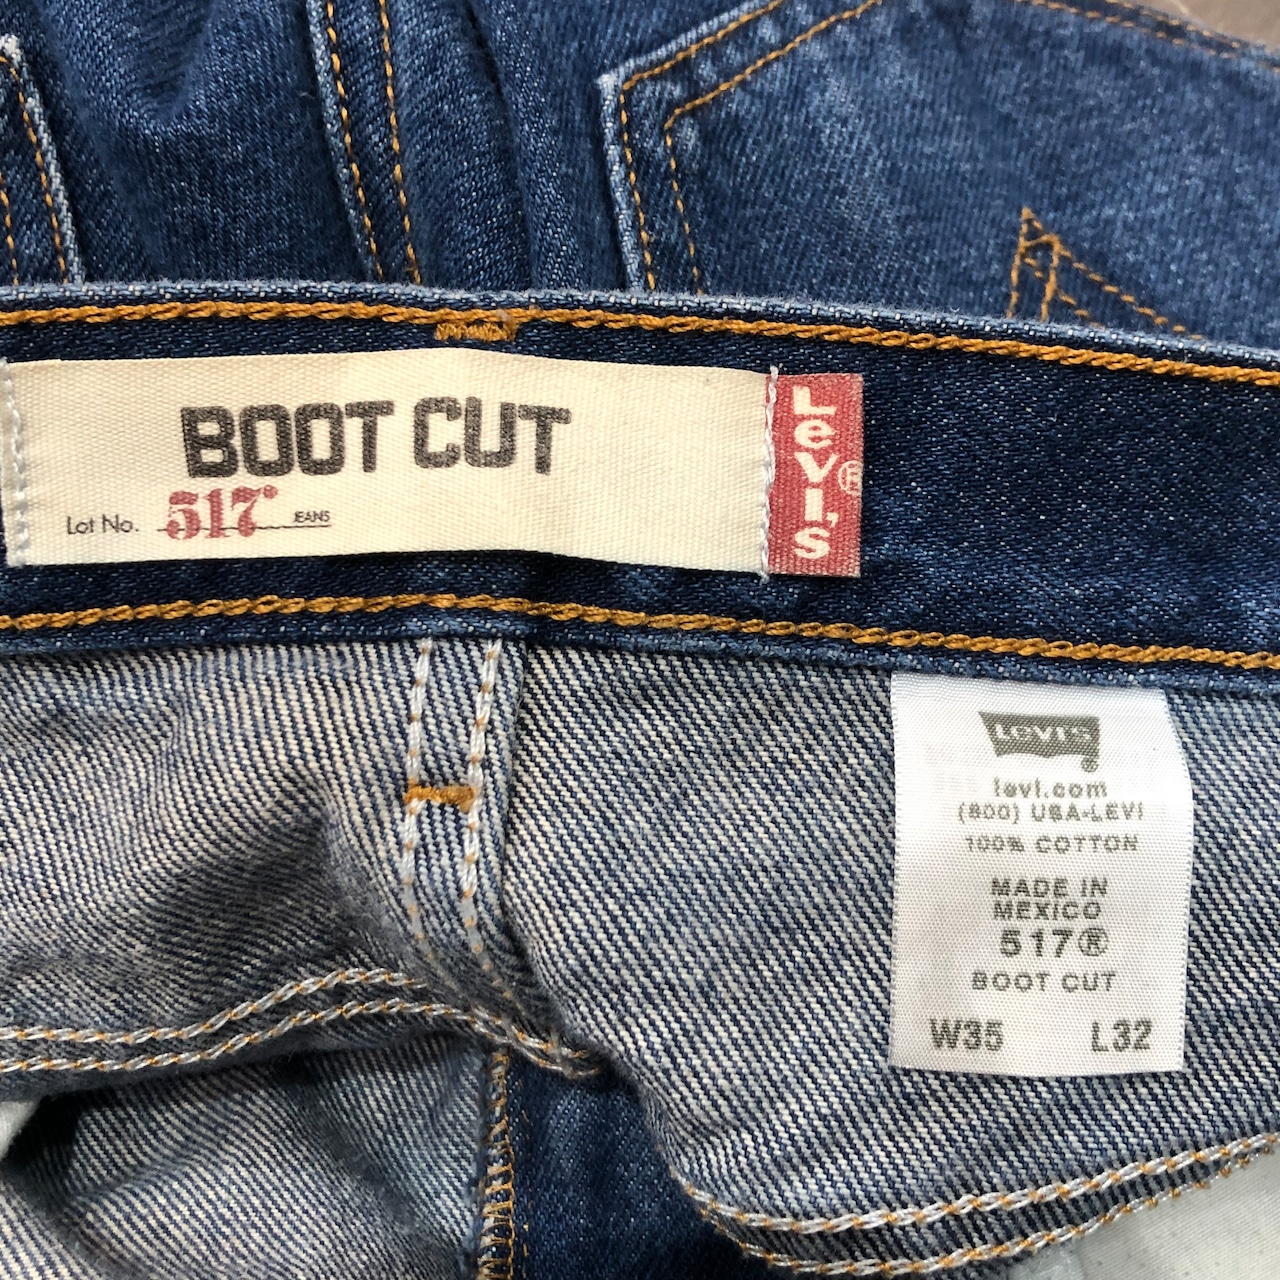 BOOT CUT
Lot No. 517® JEANS
Levi's®
Levi's
levi.com
(800) USA-LEVI
100% COTTON
MADE IN
MEXICO
517®
BOOT CUT
W35 L32